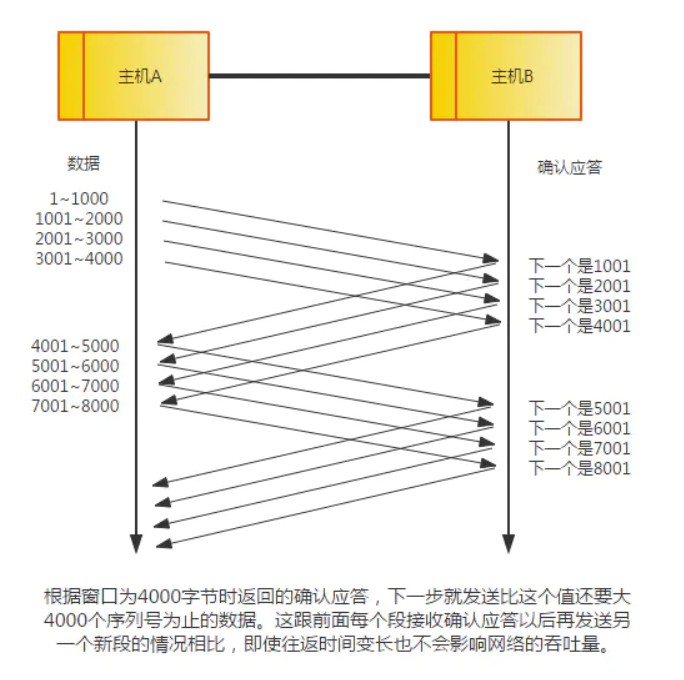 主机A
主机B
数据
确认应答
1~1000
1001~2000
2001~3000
3001~4000
下一个是1001
下一个是2001
下一个是3001
下一个是4001
4001~5000
5001~6000
6001~7000
7001~8000
下一个是5001
下一个是6001
下一个是7001
下一个是8001
根据窗口为4000字节时返回的确认应答，下一步就发送比这个值还要大
4000个序列号为止的数据。这跟前面每个段接收确认应答以后再发送另
一个新段的情况相比，即使往返时间变长也不会影响网络的吞吐量。